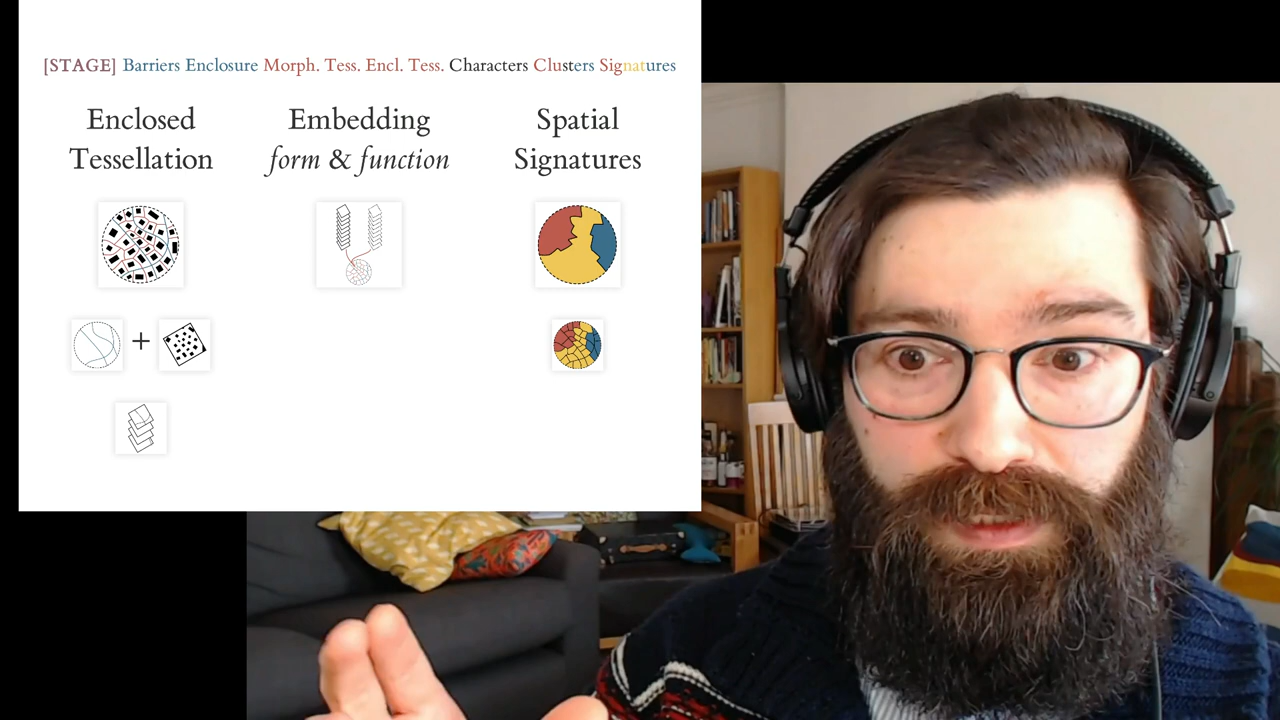 [STAGE] Barriers Enclosure Morph. Tess. Encl. Tess. Characters Clusters Signatures
Enclosed
Tessellation
Embedding
form & function
Spatial
Signatures
+